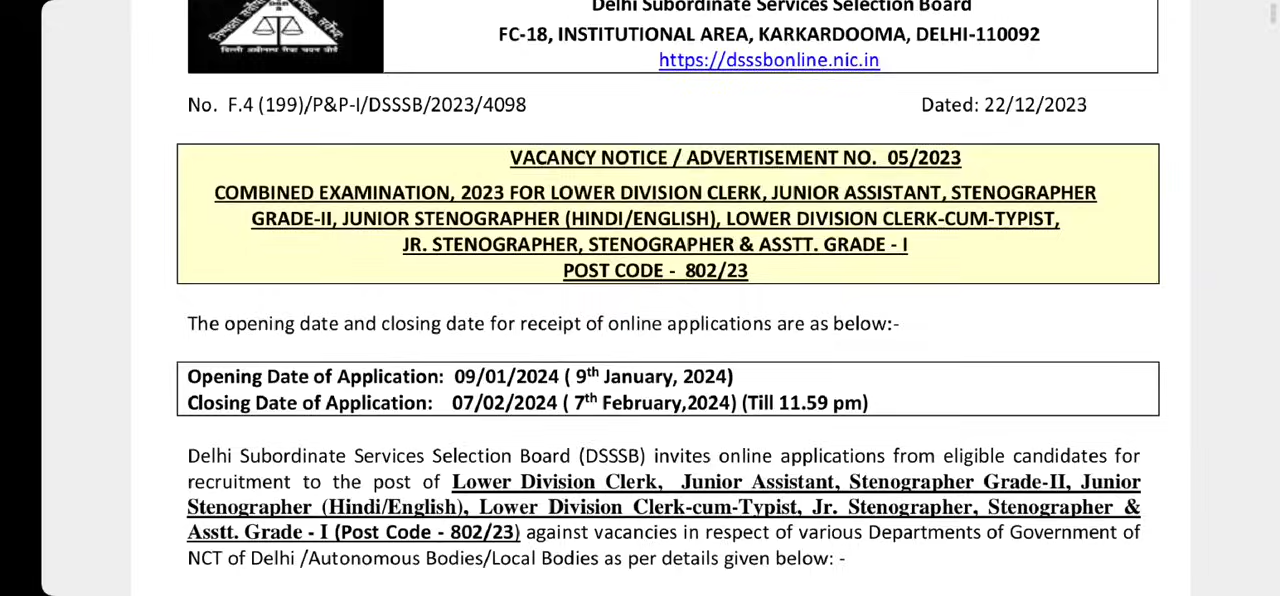 Delhi Subordinate Services Selection Board
FC-18, INSTITUTIONAL AREA, KARKARDOOMA, DELHI-110092
https://dsssbonline.nic.in
दिल्ली अधीनस्थ सेवा चयन बोर्ड
No. F.4 (199)/P&P-I/DSSSB/2023/4098 Dated: 22/12/2023
VACANCY NOTICE / ADVERTISEMENT NO. 05/2023
COMBINED EXAMINATION, 2023 FOR LOWER DIVISION CLERK, JUNIOR ASSISTANT, STENOGRAPHER
GRADE-II, JUNIOR STENOGRAPHER (HINDI/ENGLISH), LOWER DIVISION CLERK-CUM-TYPIST,
JR. STENOGRAPHER, STENOGRAPHER & ASSTT. GRADE - I
POST CODE - 802/23
The opening date and closing date for receipt of online applications are as below:-
Opening Date of Application: 09/01/2024 ( 9th January, 2024)
Closing Date of Application: 07/02/2024 ( 7th February,2024) (Till 11.59 pm)
Delhi Subordinate Services Selection Board (DSSSB) invites online applications from eligible candidates for
recruitment to the post of Lower Division Clerk, Junior Assistant, Stenographer Grade-II, Junior
Stenographer (Hindi/English), Lower Division Clerk-cum-Typist, Jr. Stenographer, Stenographer &
Asstt. Grade - I (Post Code - 802/23) against vacancies in respect of various Departments of Government of
NCT of Delhi /Autonomous Bodies/Local Bodies as per details given below: -